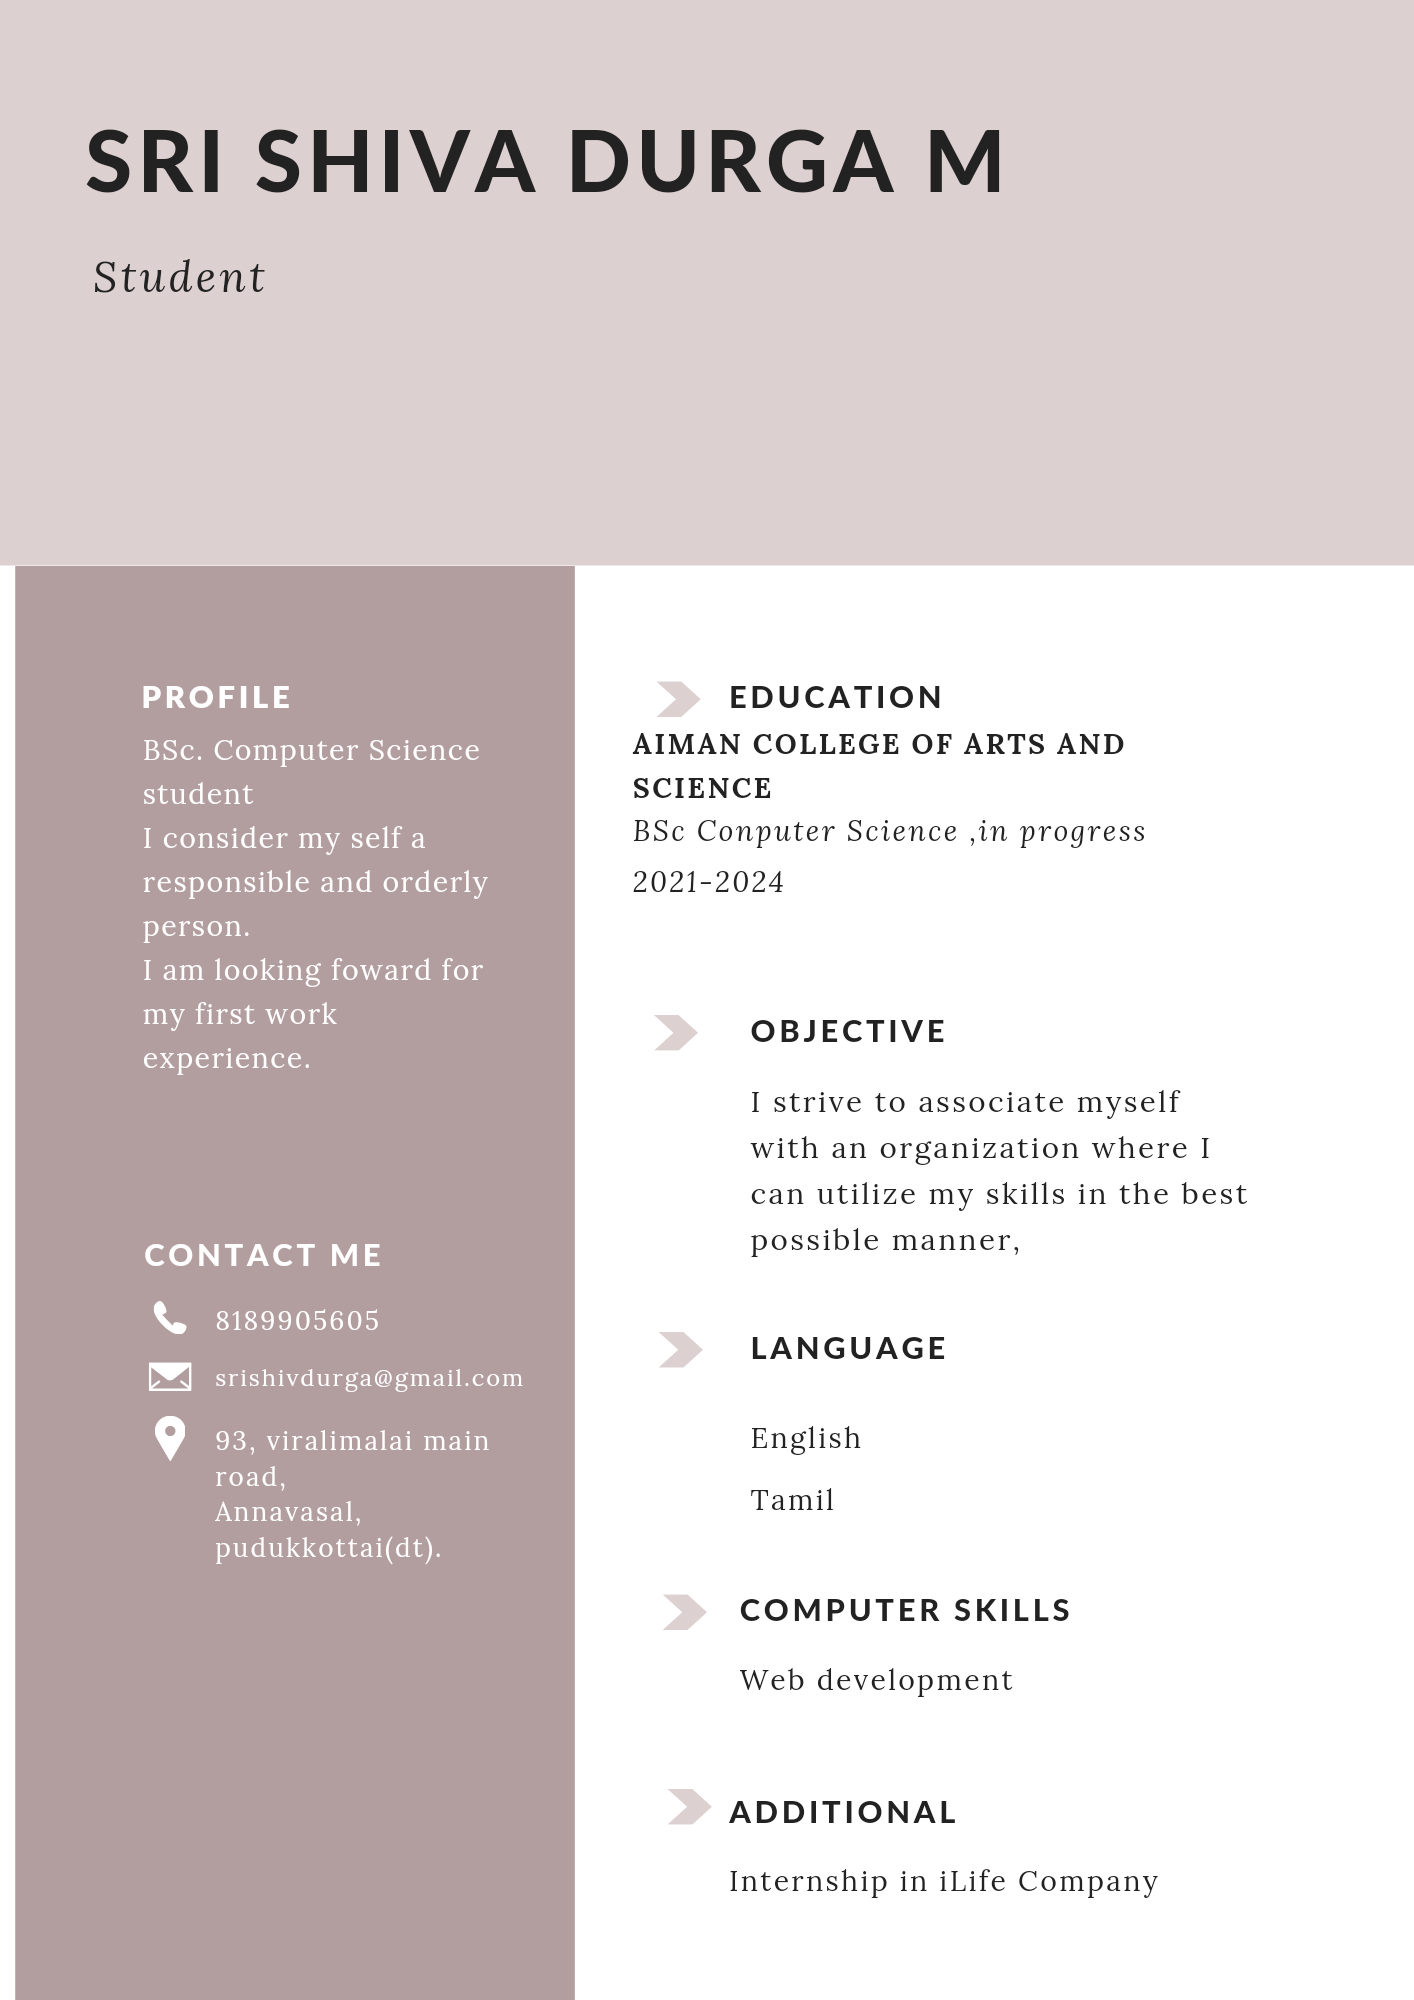 SRI SHIVA DURGA M
Student
PROFILE
BSc. Computer Science
student
I consider my self a
responsible and orderly
person.
I am looking foward for
my first work
experience.
CONTACT ME
8189905605
srishivdurga@gmail.com
93, viralimalai main
road,
Annavasal,
pudukkottai(dt).
EDUCATION
AIMAN COLLEGE OF ARTS AND
SCIENCE
BSc Conputer Science ,in progress
2021-2024
OBJECTIVE
I strive to associate myself
with an organization where I
can utilize my skills in the best
possible manner,
LANGUAGE
English
Tamil
COMPUTER SKILLS
Web development
ADDITIONAL
Internship in iLife Company